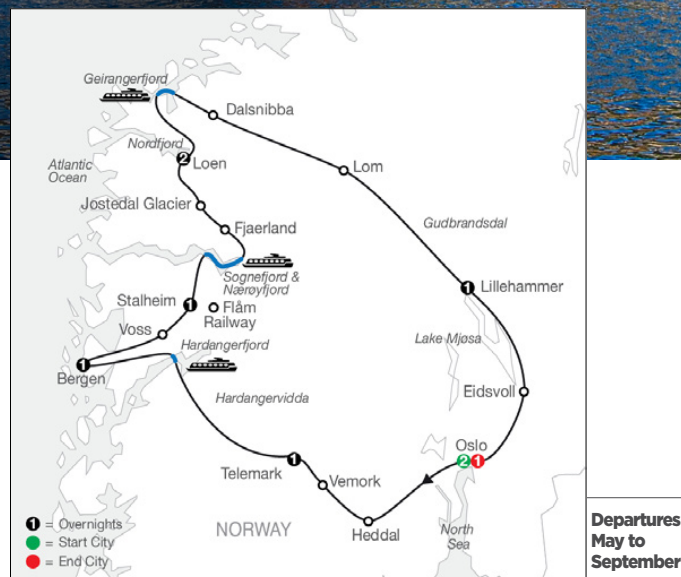 Geirangerfjord
Dalsnibba
Nordfjord
2
Loen
Atlantic
Ocean
Lom
Jostedal Glacier
Fjaerland
Gudbrandsdal
Sognefjord &
Nærøyfjord
1
Lillehammer
Stalheim
1
Flåm
Railway
Voss
Lake Mjøsa
Hardangerfjord
1
Bergen
Hardangervidda
Eidsvoll
Oslo
2 1
1
Telemark
Vemork
Heddal
North
Sea
NORWAY
1 = Overnights
= Start City
= End City
Departures
May to
September